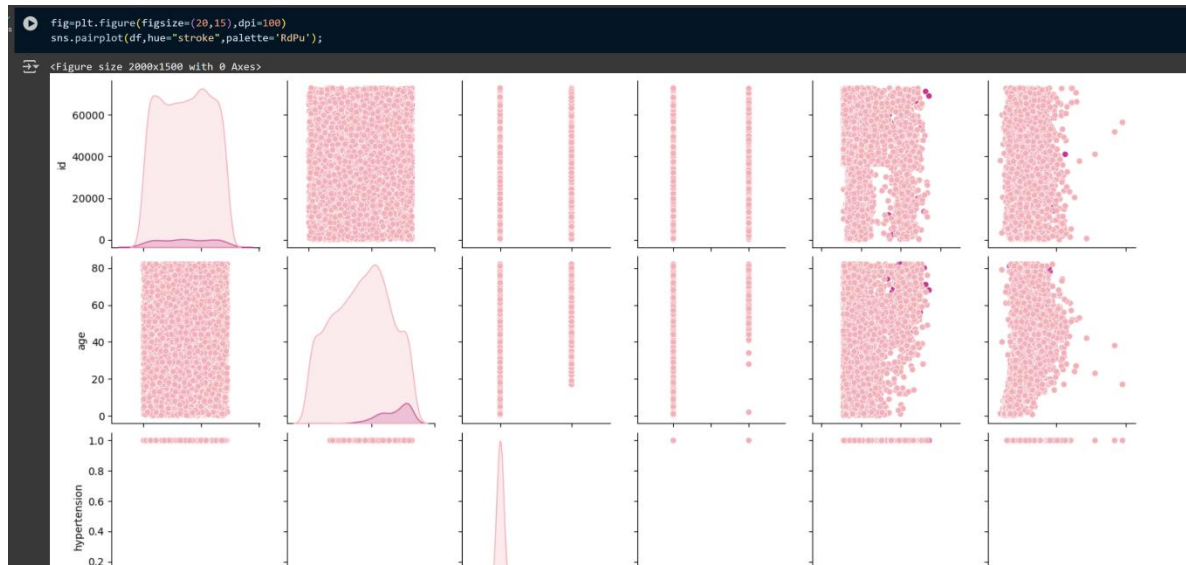 fig=plt.figure(figsize=(20,15),dpi=100)
sns.pairplot(df,hue="stroke",palette='RdPu');
<Figure size 2000x1500 with 0 Axes>
60000
40000
id
20000
0
80
60
age
40
20
0
1.0
0.8
0.6
hypertension
0.4
0.2